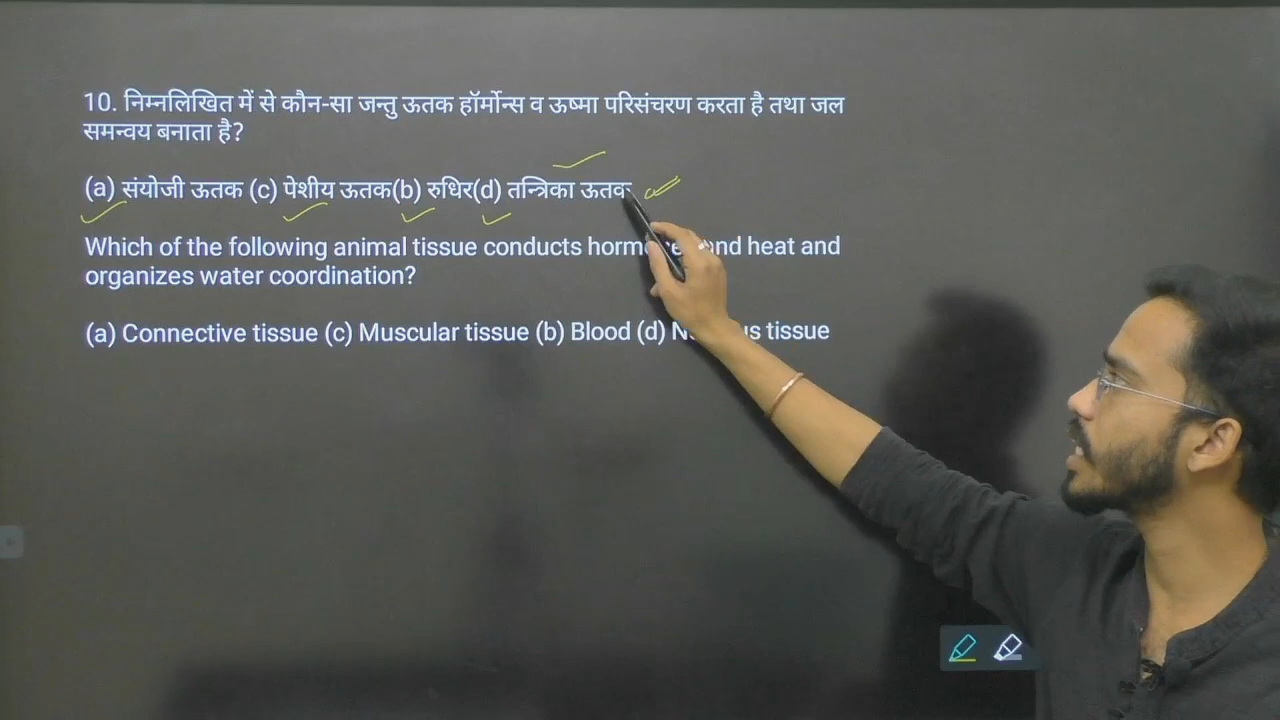 10. निम्नलिखित में से कौन-सा जन्तु ऊतक हॉर्मोन्स व ऊष्मा परिसंचरण करता है तथा जल
समन्वय बनाता है?
(a) संयोजी ऊतक (c) पेशीय ऊतक(b) रुधिर(d) तन्त्रिका ऊतक
Which of the following animal tissue conducts and heat and
organizes water coordination?
(a) Connective tissue (c) Muscular tissue (b) Blood (d) tissue